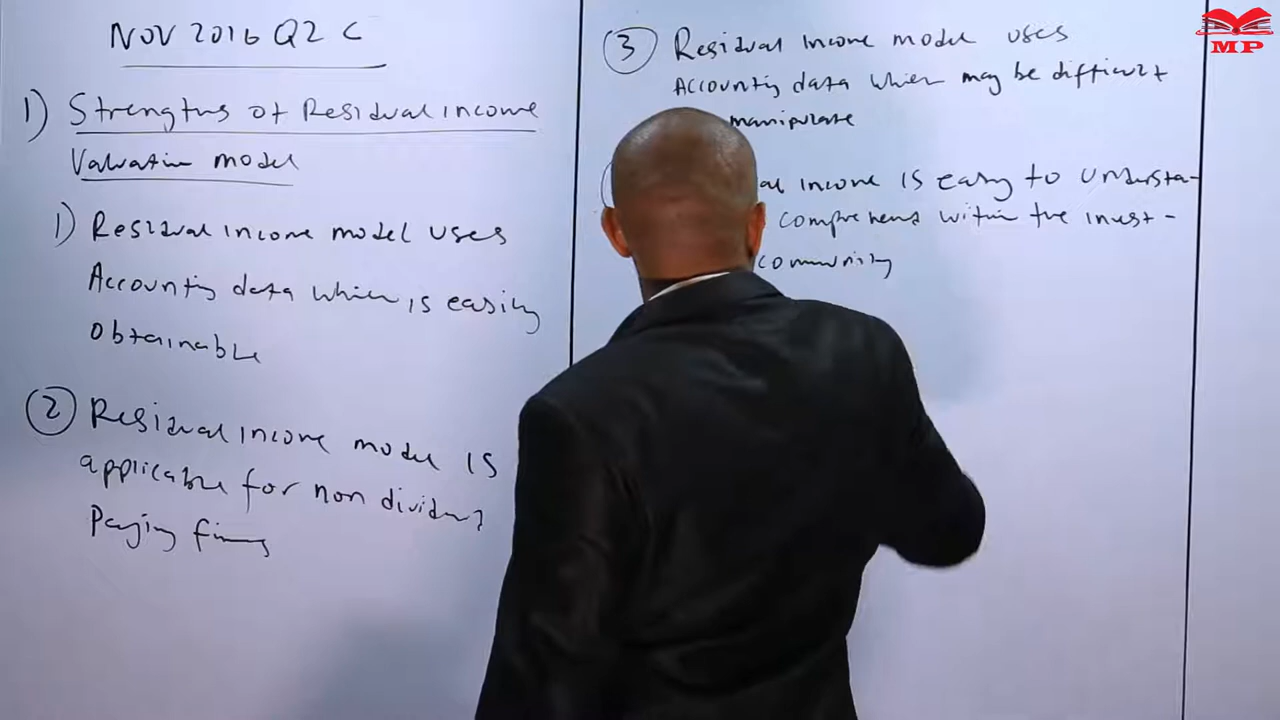 NOV 2016 Q2 C
1) Strengths of Residual income
Valuation model
1) Residual income model uses
Accounting data which is easily
obtainable
2 Residual income model is
applicable for non dividend
Paying firms
3 Residual income model uses
Accounting data which may be difficult
manipulate
al income is easy to understa-
comprehend within the invest-
community
MP